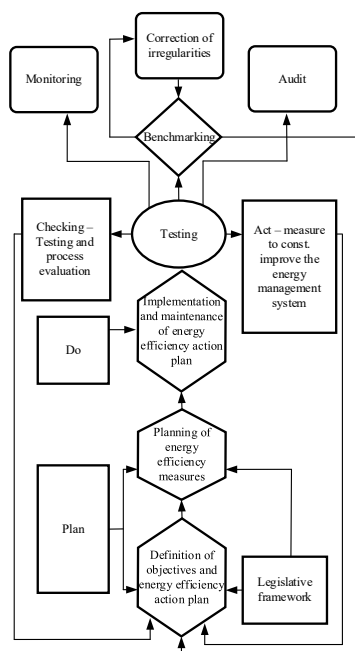 Correction of
irregularities
Monitoring
Audit
Benchmarking
Checking –
Testing and
process
evaluation
Testing
Act – measure
to const.
improve the
energy
management
system
Implementation
and maintenance
of energy
efficiency action
plan
Do
Planning of
energy
efficiency
measures
Plan
Definition of
objectives and
energy efficiency
action plan
Legislative
framework